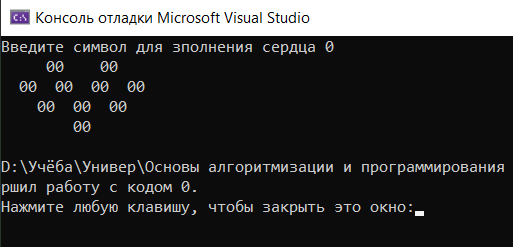 Консоль отладки Microsoft Visual Studio
Введите символ для зполнения сердца 0
     00    00
  00  00  00  00
    00  00  00
        00
D:\Учёба\Универ\Основы алгоритмизации и программирования
ршил работу с кодом 0.
Нажмите любую клавишу, чтобы закрыть это окно: